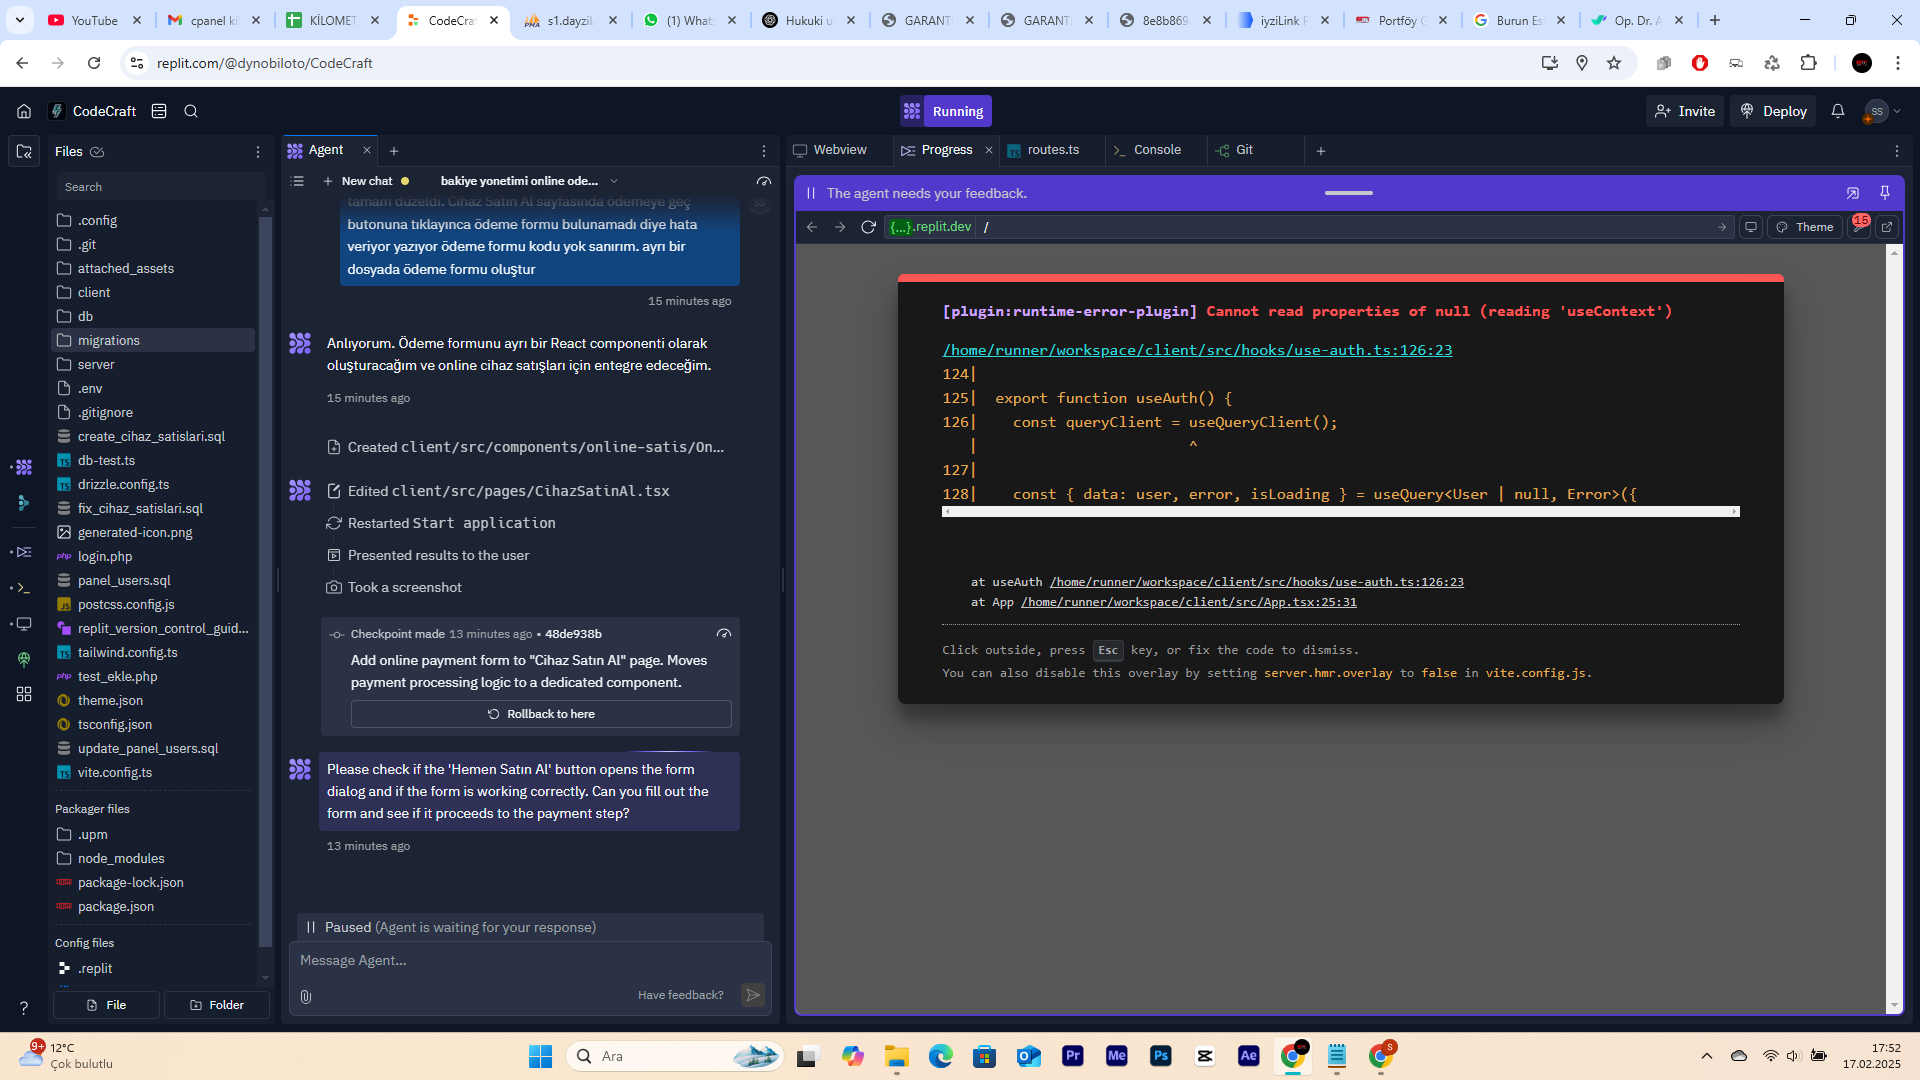 YouTube
cpanel ki
KİLOMET
CodeCraf
s1.dayzil
(1) What
Hukuki u
GARANT
GARANT
8e8b869
iyziLink
Portföy
Burun Es
Op. Dr. A
replit.com/@dynobiloto/CodeCraft
CodeCraft
Running
Invite
Deploy
SS
Files
Search
.config
.git
attached_assets
client
db
migrations
server
.env
.gitignore
create_cihaz_satislari.sql
db-test.ts
drizzle.config.ts
fix_cihaz_satislari.sql
generated-icon.png
login.php
panel_users.sql
postcss.config.js
replit_version_control_guid...
tailwind.config.ts
test_ekle.php
theme.json
tsconfig.json
update_panel_users.sql
vite.config.ts
Packager files
.upm
node_modules
package-lock.json
package.json
Config files
.replit
File
Folder
Agent
New chat
bakiye yonetimi online ode...
tamam düzeldi. Cihaz Satın Al sayfasında ödemeye geç
butonuna tıklayınca ödeme formu bulunamadı diye hata
veriyor yazıyor ödeme formu kodu yok sanırım. ayrı bir
dosyada ödeme formu oluştur
15 minutes ago
Anlıyorum. Ödeme formunu ayrı bir React componenti olarak
oluşturacağım ve online cihaz satışları için entegre edeceğim.
15 minutes ago
Created client/src/components/online-satis/On...
Edited client/src/pages/CihazSatinAl.tsx
Restarted Start application
Presented results to the user
Took a screenshot
Checkpoint made 13 minutes ago • 48de938b
Add online payment form to "Cihaz Satın Al" page. Moves
payment processing logic to a dedicated component.
Rollback to here
Please check if the 'Hemen Satın Al' button opens the form
dialog and if the form is working correctly. Can you fill out the
form and see if it proceeds to the payment step?
13 minutes ago
Paused (Agent is waiting for your response)
Message Agent...
Have feedback?
Webview
Progress
routes.ts
Console
Git
The agent needs your feedback.
{...}.replit.dev /
Theme
15
[plugin:runtime-error-plugin] Cannot read properties of null (reading 'useContext')
/home/runner/workspace/client/src/hooks/use-auth.ts:126:23
124|
125|  export function useAuth() {
126|    const queryClient = useQueryClient();
|                        ^
127|
128|    const { data: user, error, isLoading } = useQuery<User | null, Error>({
at useAuth /home/runner/workspace/client/src/hooks/use-auth.ts:126:23
at App /home/runner/workspace/client/src/App.tsx:25:31
Click outside, press Esc key, or fix the code to dismiss.
You can also disable this overlay by setting server.hmr.overlay to false in vite.config.js.
9+
12°C
Çok bulutlu
Ara
Pr
Me
Ps
Ae
S
17:52
17.02.2025